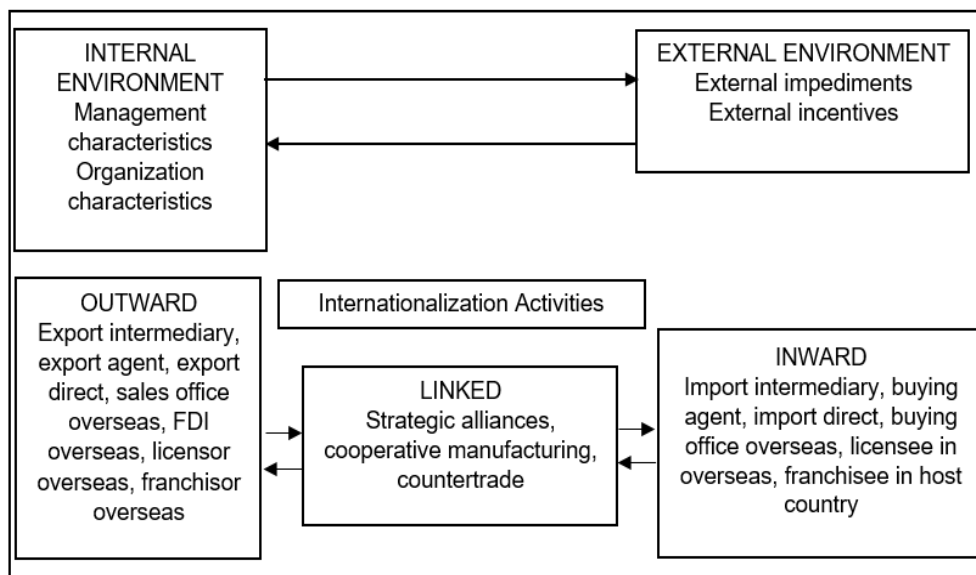 INTERNAL
ENVIRONMENT
Management
characteristics
Organization
characteristics
EXTERNAL ENVIRONMENT
External impediments
External incentives
OUTWARD
Export intermediary,
export agent, export
direct, sales office
overseas, FDI
overseas, licensor
overseas, franchisor
overseas
Internationalization Activities
LINKED
Strategic alliances,
cooperative manufacturing,
countertrade
INWARD
Import intermediary, buying
agent, import direct, buying
office overseas, licensee in
overseas, franchisee in host
country